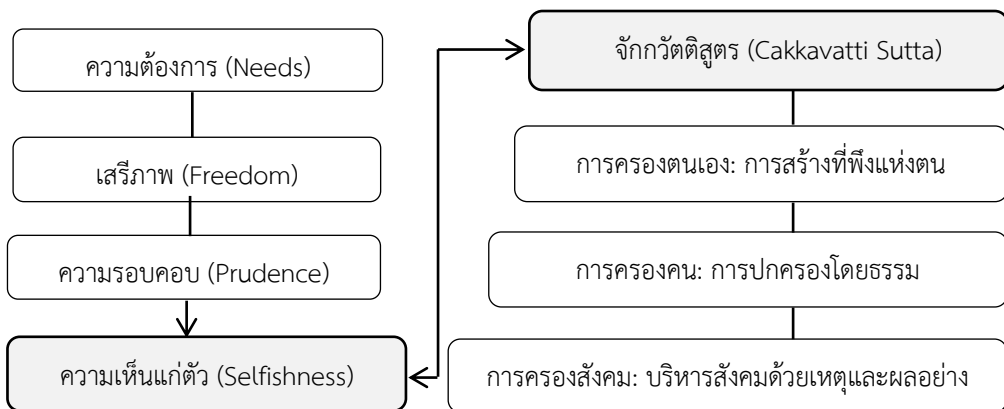 ความต้องการ (Needs)
เสรีภาพ (Freedom)
ความรอบคอบ (Prudence)
ความเห็นแก่ตัว (Selfishness)
จักกวัตติสูตร (Cakkavatti Sutta)
การครองตนเอง: การสร้างที่พึงแห่งตน
การครองคน: การปกครองโดยธรรม
การครองสังคม: บริหารสังคมด้วยเหตุและผลอย่าง